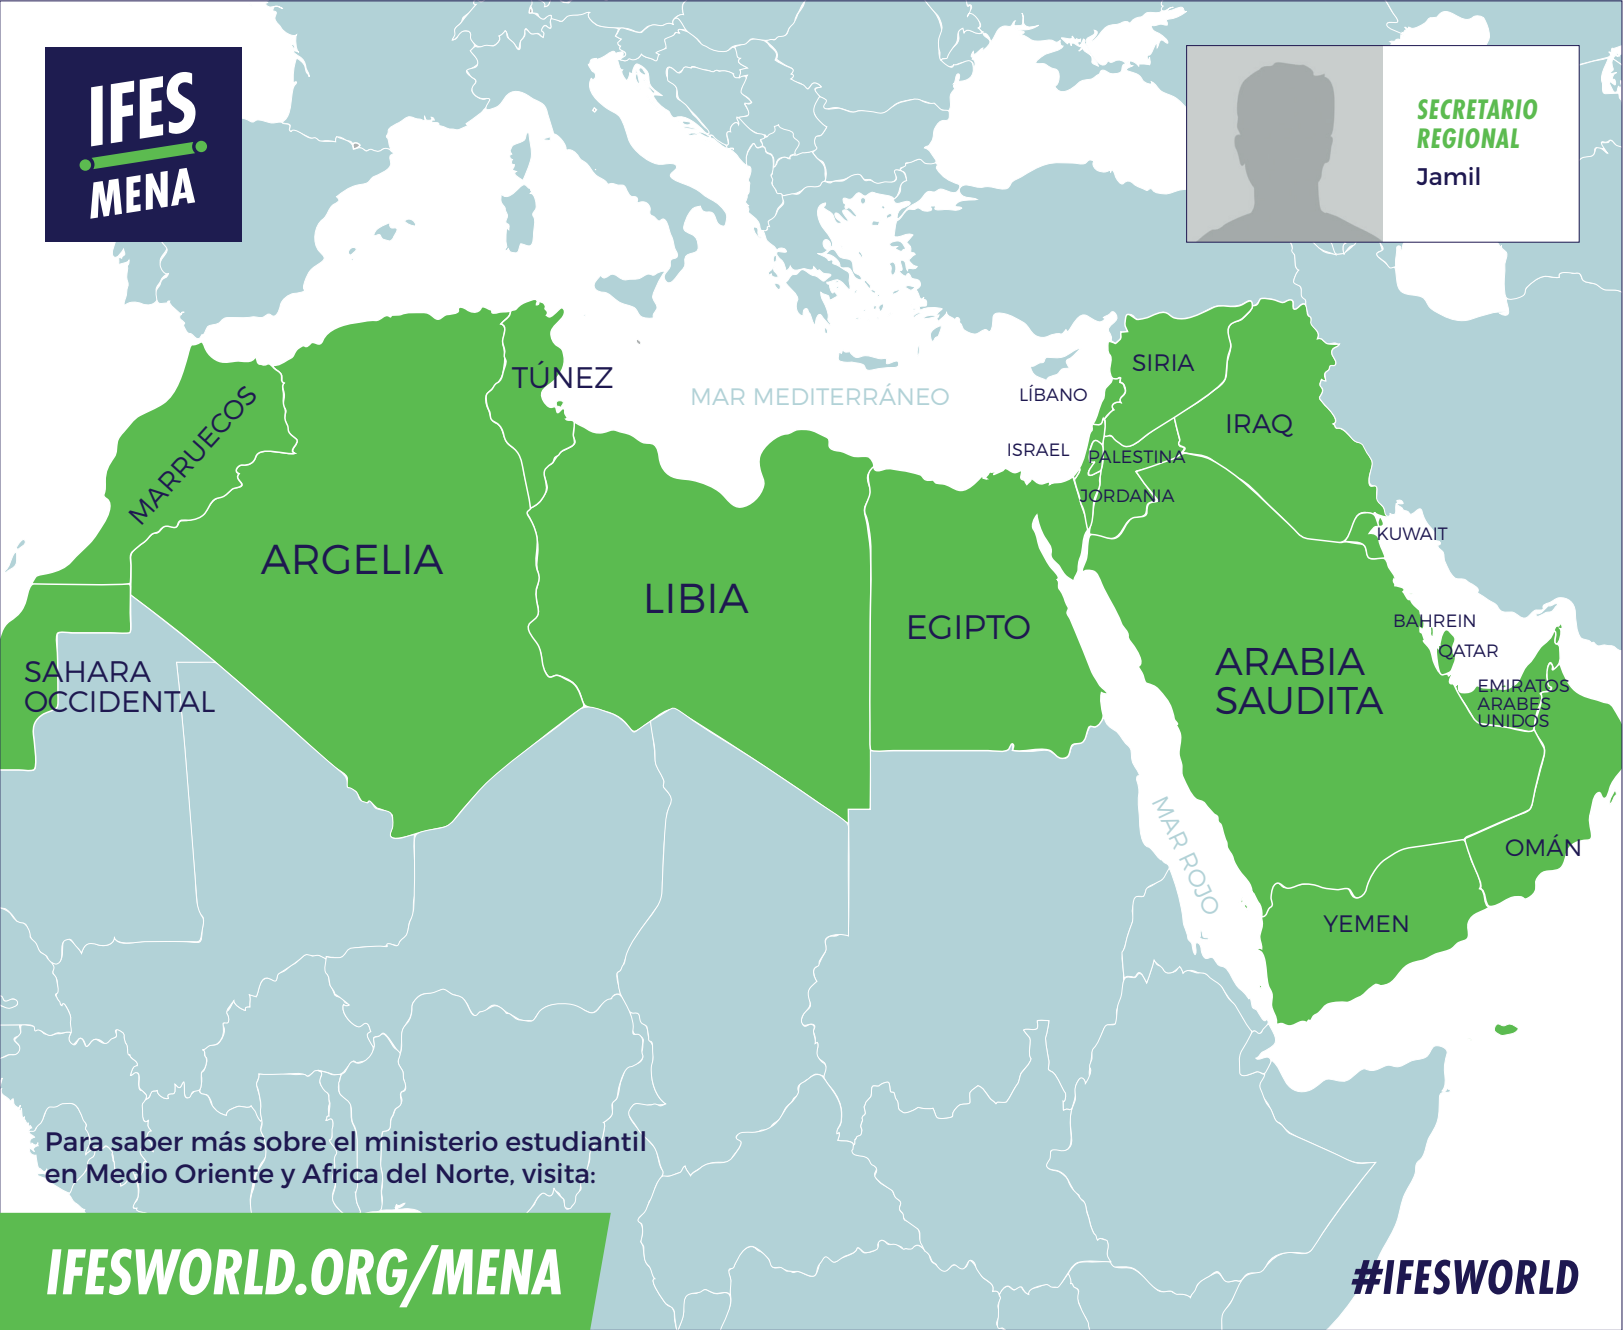 IFES
MENA
SECRETARIO
REGIONAL
Jamil
TÚNEZ
SIRIA
MAR MEDITERRÁNEO
LÍBANO
MARRUECOS
IRAQ
ISRAEL
PALESTINA
JORDANIA
KUWAIT
ARGELIA
LIBIA
EGIPTO
BAHREIN
QATAR
ARABIA
SAUDITA
SAHARA
OCCIDENTAL
EMIRATOS
ARABES
UNIDOS
MAR ROJO
OMÁN
YEMEN
Para saber más sobre el ministerio estudiantil
en Medio Oriente y Africa del Norte, visita:
IFESWORLD.ORG/MENA
#IFESWORLD